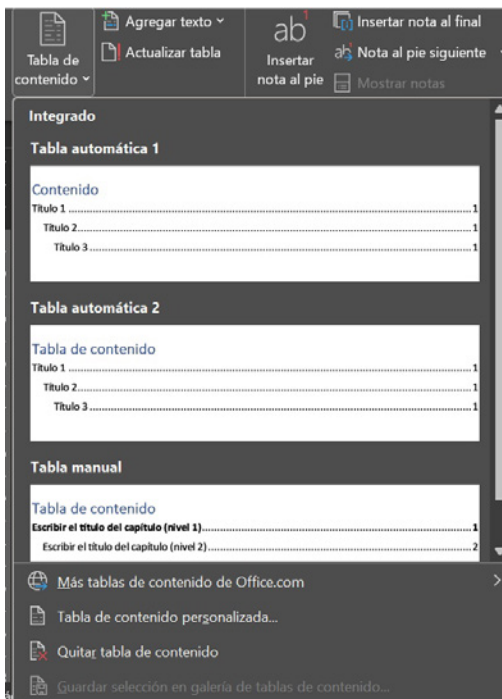 Tabla de
contenido
Agregar texto
Actualizar tabla
ab1
Insertar
nota al pie
Insertar nota al final
Nota al pie siguiente
Mostrar notas
Integrado
Tabla automática 1
Contenido
Título 1 ........ 1
Título 2 ........ 1
Título 3 ........ 1
Tabla automática 2
Tabla de contenido
Título 1 ........ 1
Título 2 ........ 1
Título 3 ........ 1
Tabla manual
Tabla de contenido
Escribir el título del capítulo (nivel 1) ........ 1
Escribir el título del capítulo (nivel 2) ........ 2
Más tablas de contenido de Office.com
Tabla de contenido personalizada...
Quitar tabla de contenido
Guardar selección en galería de tablas de contenido...